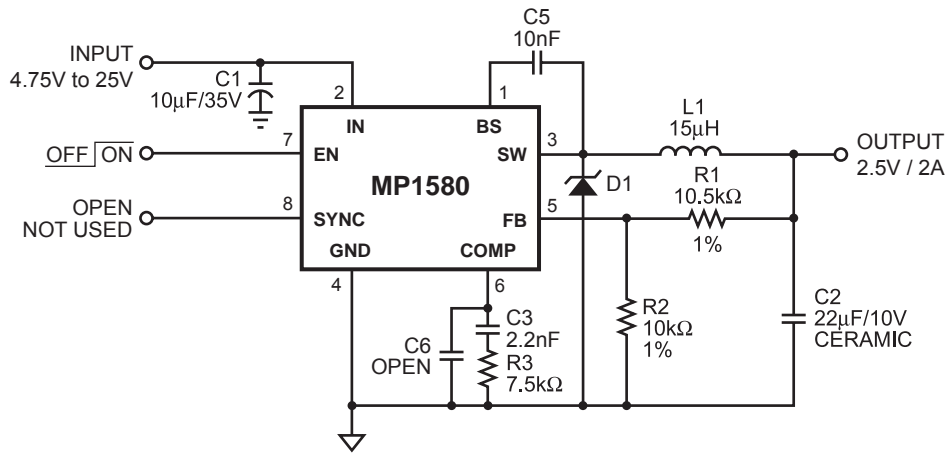 C5
10nF
INPUT
4.75V to 25V
C1
10µF/35V
2
1
IN
BS
L1
15µH
7
3
OFF ON
EN
SW
OUTPUT
2.5V / 2A
MP1580
D1
R1
10.5kΩ
1%
OPEN
NOT USED
8
5
SYNC
FB
GND
COMP
4
6
C3
2.2nF
C6
OPEN
R3
7.5kΩ
R2
10kΩ
1%
C2
22µF/10V
CERAMIC